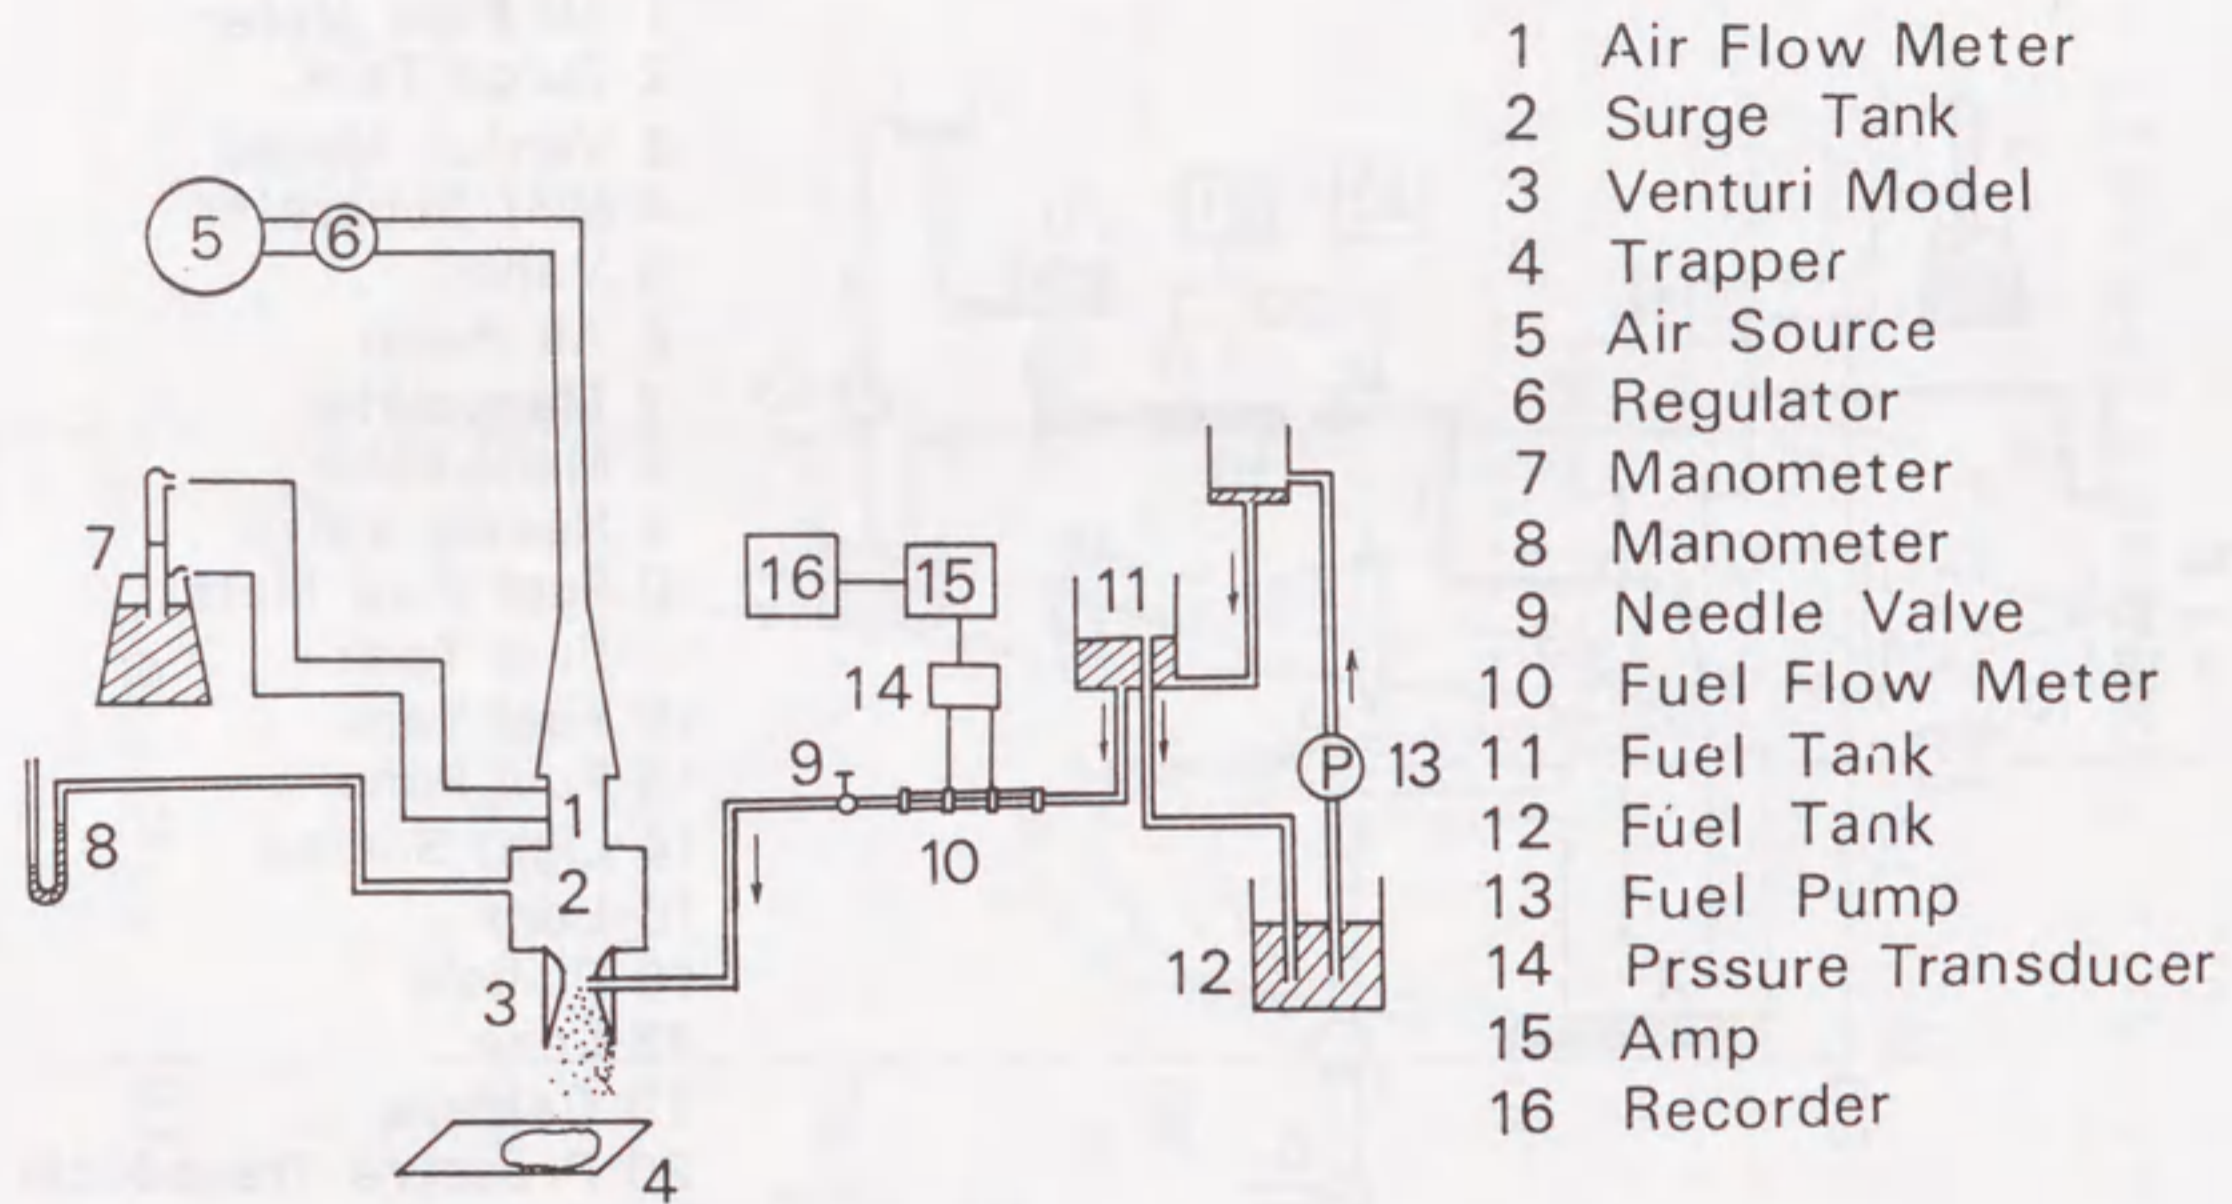 1 Air Flow Meter
2 Surge Tank
3 Venturi Model
4 Trapper
5 Air Source
6 Regulator
7 Manometer
8 Manometer
9 Needle Valve
10 Fuel Flow Meter
11 Fuel Tank
12 Fuel Tank
13 Fuel Pump
14 Prssure Transducer
15 Amp
16 Recorder
5
6
7
16
15
11
14
9
P
13
1
8
10
2
12
3
4